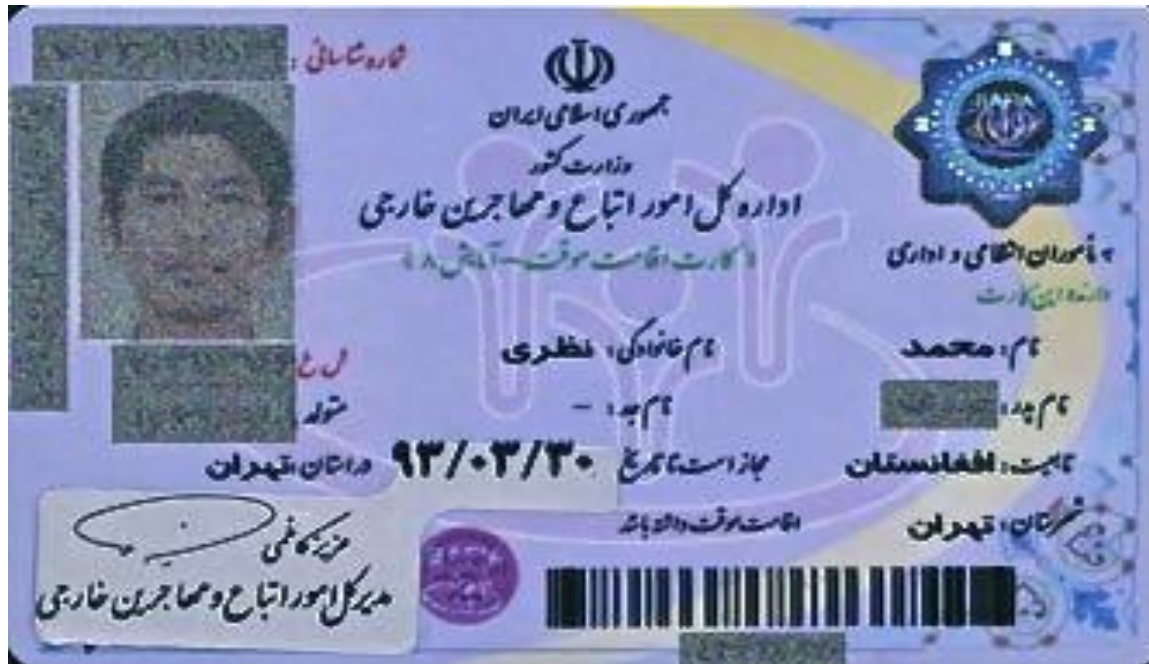 شماره شناسائی :
جمهوری اسلامی ایران
وزارت کشور
اداره کل امور اتباع و مهاجرین خارجی
(کارت اقامت موقت - آمایش ۸)
مأموران انتظامی و اداری
دارنده این کارت
نام: محمد نام خانوادگی: نظری
نام پدر: نام جد: - متولد
تابعیت: افغانستان مجاز است تا تاریخ ۹۳/۰۳/۳۰ در استان: تهران
شهرستان: تهران اقامت موقت داشته باشد
مدیرکل امور اتباع و مهاجرین خارجی